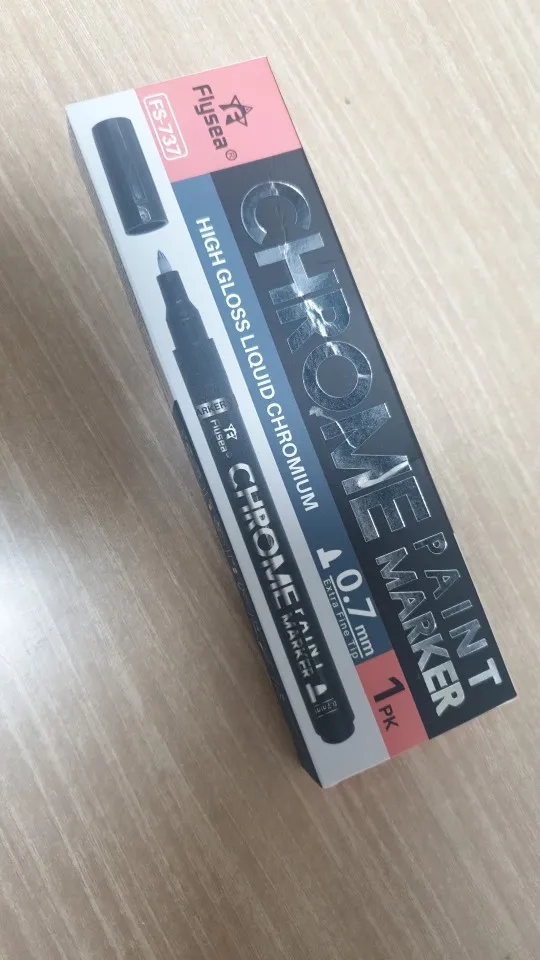 Flysea®
FS-737
CHROME
PAINT
MARKER
HIGH GLOSS LIQUID CHROMIUM
0.7 mm
Extra Fine Tip
1 PK
Flysea
CHROME
PAINT
MARKER